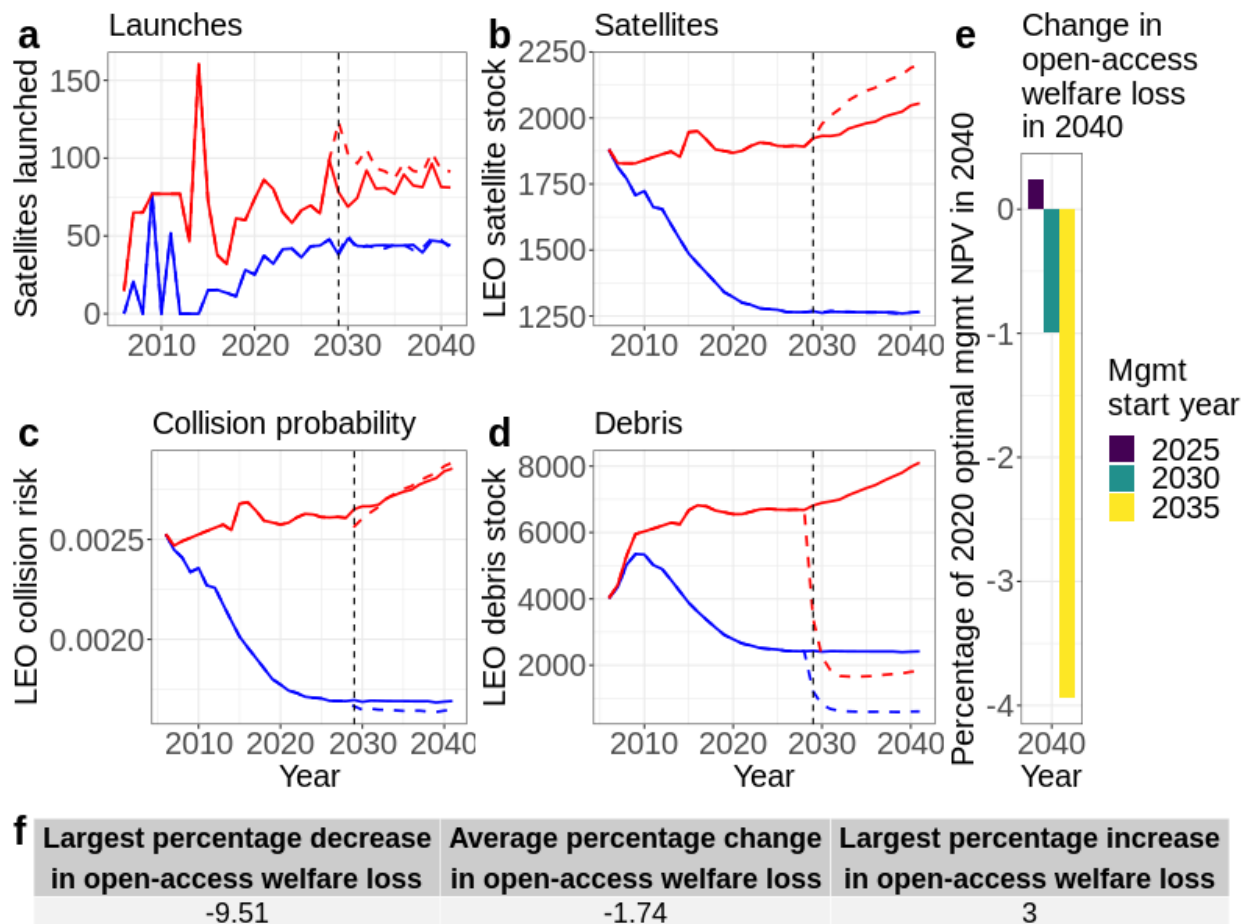 a Launches
Satellites launched
150
100
50
0
2010 2020 2030 2040
b Satellites
LEO satellite stock
2250
2000
1750
1500
1250
2010 2020 2030 2040
c Collision probability
LEO collision risk
0.0025
0.0020
2010 2020 2030 2040
Year
d Debris
LEO debris stock
8000
6000
4000
2000
2010 2020 2030 2040
Year
e Change in
open-access
welfare loss
in 2040
Percentage of 2020 optimal mgmt NPV in 2040
0
-1
-2
-3
-4
2040
Year
Mgmt
start year
2025
2030
2035
f
Largest percentage decrease
in open-access welfare loss
Average percentage change
in open-access welfare loss
Largest percentage increase
in open-access welfare loss
-9.51 -1.74 3